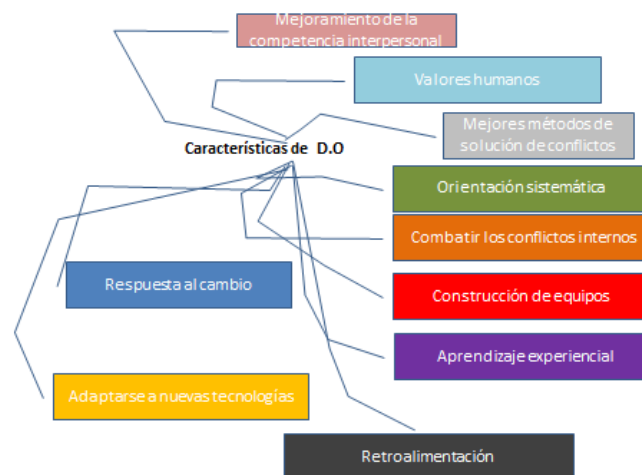 Mejoramiento de la
competencia interpersonal
Valores humanos
Mejores métodos de
solución de conflictos
Características de D.O
Orientación sistemática
Combatir los conflictos internos
Respuesta al cambio
Construcción de equipos
Aprendizaje experiencial
Adaptarse a nuevas tecnologías
Retroalimentación